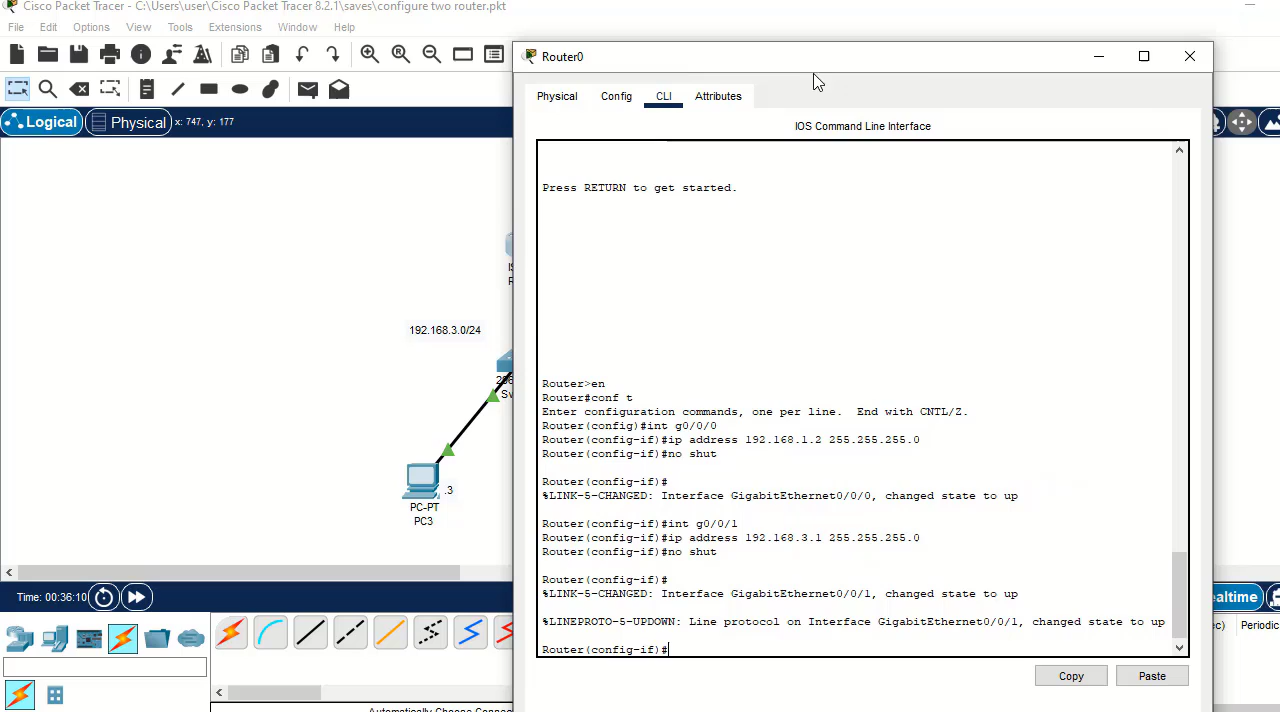 Cisco Packet Tracer - C:\Users\user\Cisco Packet Tracer 8.2.1\saves\configure two router.pkt
File Edit Options View Tools Extensions Window Help
Router0
Physical Config CLI Attributes
Logical Physical x: 747, y: 177
IOS Command Line Interface
Press RETURN to get started.
192.168.3.0/24
.3
PC-PT
PC3
Router>en
Router#conf t
Enter configuration commands, one per line. End with CNTL/Z.
Router(config)#int g0/0/0
Router(config-if)#ip address 192.168.1.2 255.255.255.0
Router(config-if)#no shut
Router(config-if)#
%LINK-5-CHANGED: Interface GigabitEthernet0/0/0, changed state to up
Router(config-if)#int g0/0/1
Router(config-if)#ip address 192.168.3.1 255.255.255.0
Router(config-if)#no shut
Router(config-if)#
%LINK-5-CHANGED: Interface GigabitEthernet0/0/1, changed state to up
%LINEPROTO-5-UPDOWN: Line protocol on Interface GigabitEthernet0/0/1, changed state to up
Router(config-if)#
Copy Paste
Time: 00:36:10
ealtime